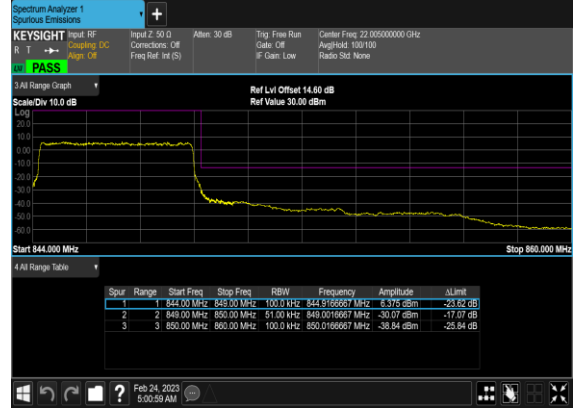 Spectrum Analyzer 1
Spurious Emissions
KEYSIGHT
R T
Input: RF
Coupling: DC
Align: Off
Input Z: 50 Ω
Corrections: Off
Freq Ref: Int (S)
Atten: 30 dB
Trig: Free Run
Gate: Off
IF Gain: Low
Center Freq: 22.005000000 GHz
Avg|Hold: 100/100
Radio Std: None
PASS
3 All Range Graph
Scale/Div 10.0 dB
Ref Lvl Offset 14.60 dB
Ref Value 30.00 dBm
Log
20.0
10.0
0.00
-10.0
-20.0
-30.0
-40.0
-50.0
-60.0
Start 844.000 MHz
Stop 860.000 MHz
4 All Range Table
Spur Range Start Freq Stop Freq RBW Frequency Amplitude ΔLimit
1 1 844.00 MHz 849.00 MHz 100.0 kHz 844.9166667 MHz 6.375 dBm -23.62 dB
2 2 849.00 MHz 850.00 MHz 51.00 kHz 849.0016667 MHz -30.07 dBm -17.07 dB
3 3 850.00 MHz 860.00 MHz 100.0 kHz 850.0166667 MHz -38.84 dBm -25.84 dB
Feb 24, 2023
5:00:59 AM